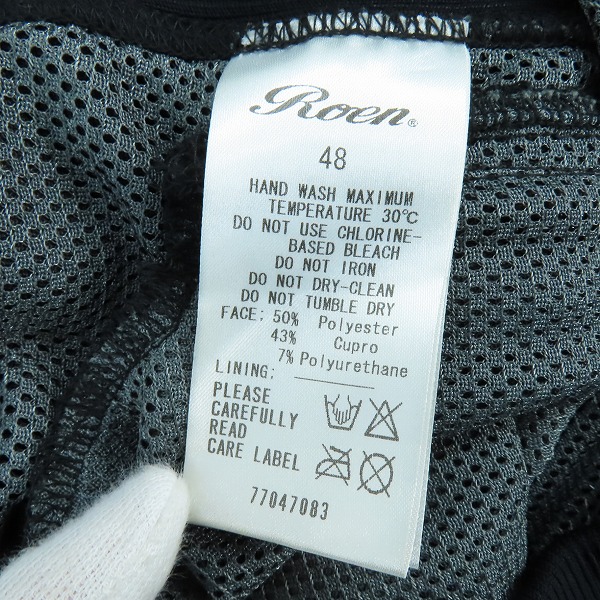 Roen®
48
HAND WASH MAXIMUM
TEMPERATURE 30℃
DO NOT USE CHLORINE-
BASED BLEACH
DO NOT IRON
DO NOT DRY-CLEAN
DO NOT TUMBLE DRY
FACE: 50% Polyester
43% Cupro
7% Polyurethane
LINING:
PLEASE
CAREFULLY
READ
CARE LABEL
77047083